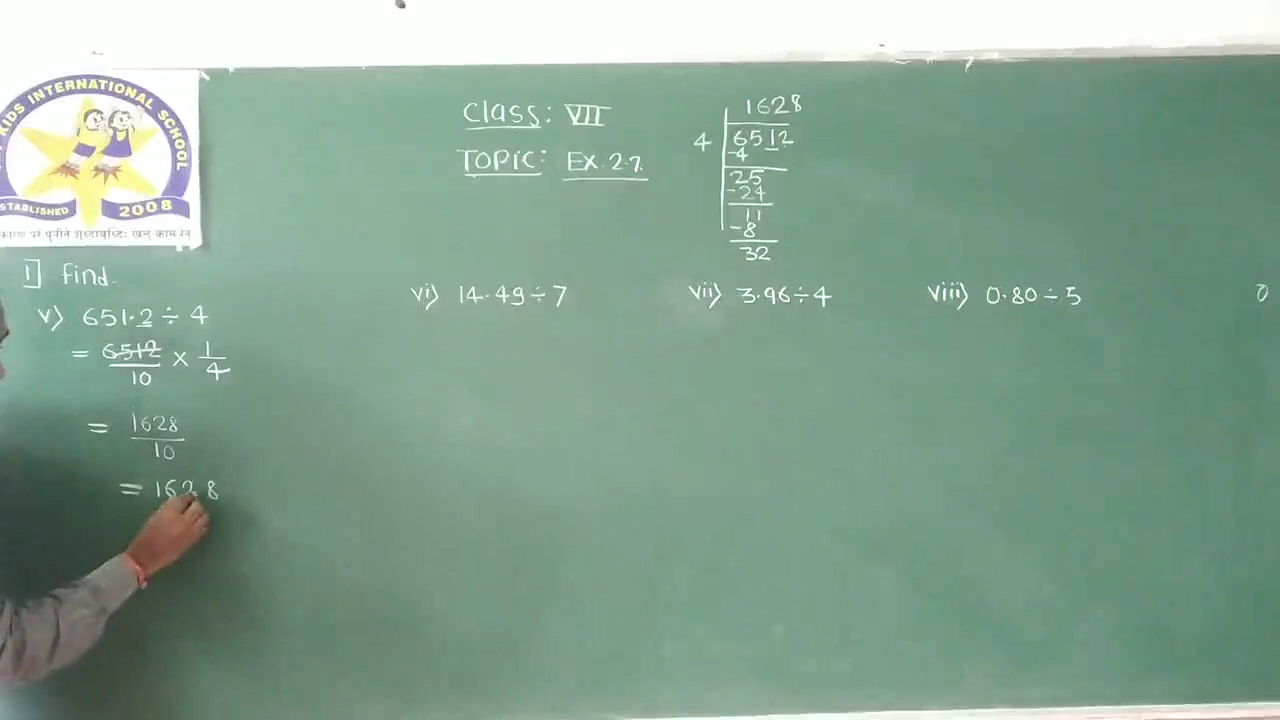 KIDS INTERNATIONAL SCHOOL
ESTABLISHED 2008
Class: VII
TOPIC: EX.2.7.
1628
4 6512
-4
25
-24
11
-8
32
1] find.
v) 651.2 ÷ 4
= 6512/10 × 1/4
= 1628/10
= 162.8
vi) 14.49 ÷ 7
vii) 3.96 ÷ 4
viii) 0.80 ÷ 5
0